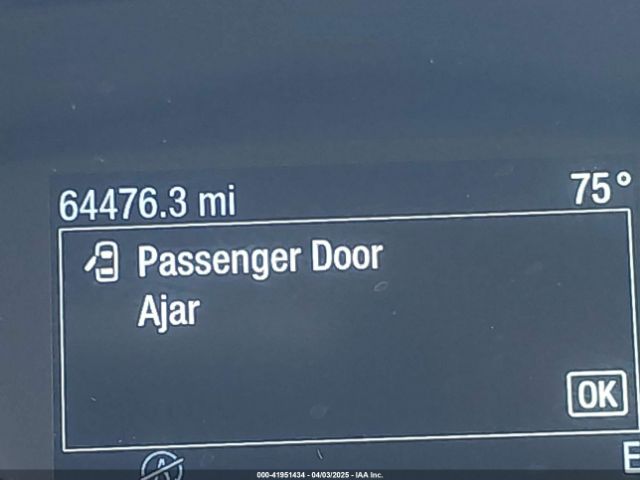 64476.3 mi 75°
Passenger Door
Ajar
OK
E
000-41951434 - 04/03/2025 - IAA Inc.